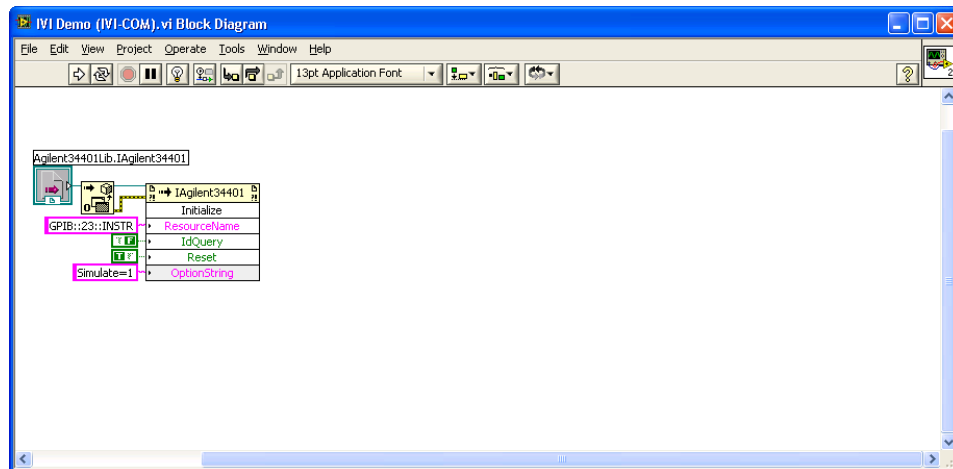 IVI Demo (IVI-COM).vi Block Diagram
File Edit View Project Operate Tools Window Help
13pt Application Font
2
Agilent34401Lib.IAgilent34401
IAgilent34401
Initialize
GPIB::23::INSTR ResourceName
T F IdQuery
T F Reset
Simulate=1 OptionString